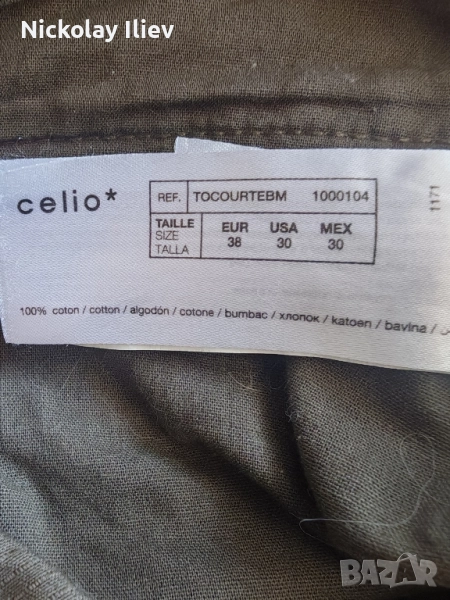 Nickolay Iliev
celio*
REF. TOCOURTEBM 1000104
TAILLE SIZE TALLA
EUR 38
USA 30
MEX 30
1171
100% coton / cotton / algodón / cotone / bumbac / хлопок / katoen / bavlna /
BAZAR